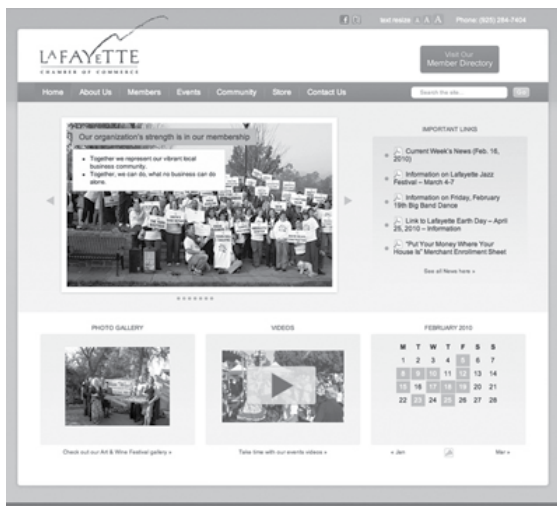 text resize A A A Phone: (925) 284-7404
LAFAYETTE
CHAMBER OF COMMERCE
Visit Our
Member Directory
Home About Us Members Events Community Store Contact Us
Search the site... Go
Our organization's strength is in our membership
• Together we represent our vibrant local
business community.
• Together, we can do, what no business can do
alone.
IMPORTANT LINKS
Current Week's News (Feb. 16,
2010)
Information on Lafayette Jazz
Festival – March 4-7
Information on Friday, February
19th Big Band Dance
Link to Lafayette Earth Day – April
25, 2010 – Information
"Put Your Money Where Your
House Is" Merchant Enrollment Sheet
See all News here »
PHOTO GALLERY
Check out our Art & Wine Festival gallery »
VIDEOS
Take time with our events videos »
FEBRUARY 2010
M T W T F S S
1 2 3 4 5 6 7
8 9 10 11 12 13 14
15 16 17 18 19 20 21
22 23 24 25 26 27 28
« Jan Mar »